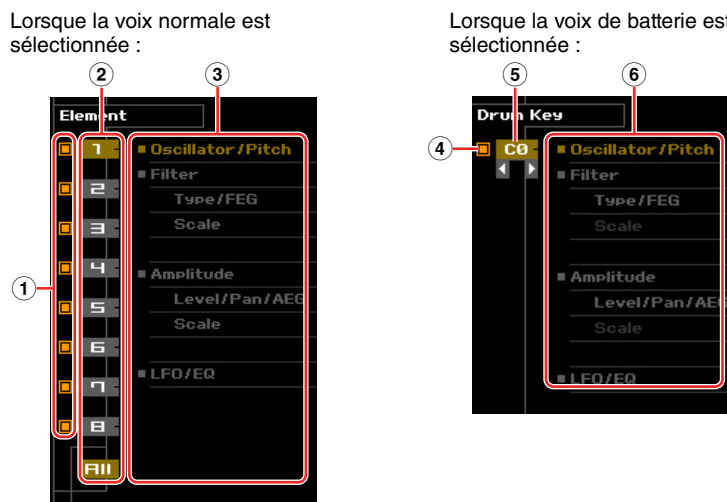 Lorsque la voix normale est
sélectionnée :
2
3
Element
1
2
3
4
5
6
7
8
All
Oscillator/Pitch
Filter
Type/FEG
Scale
Amplitude
Level/Pan/AEG
Scale
LFO/EQ
1
Lorsque la voix de batterie est
sélectionnée :
5
6
Drum Key
4
C0
Oscillator/Pitch
Filter
Type/FEG
Scale
Amplitude
Level/Pan/AEG
Scale
LFO/EQ